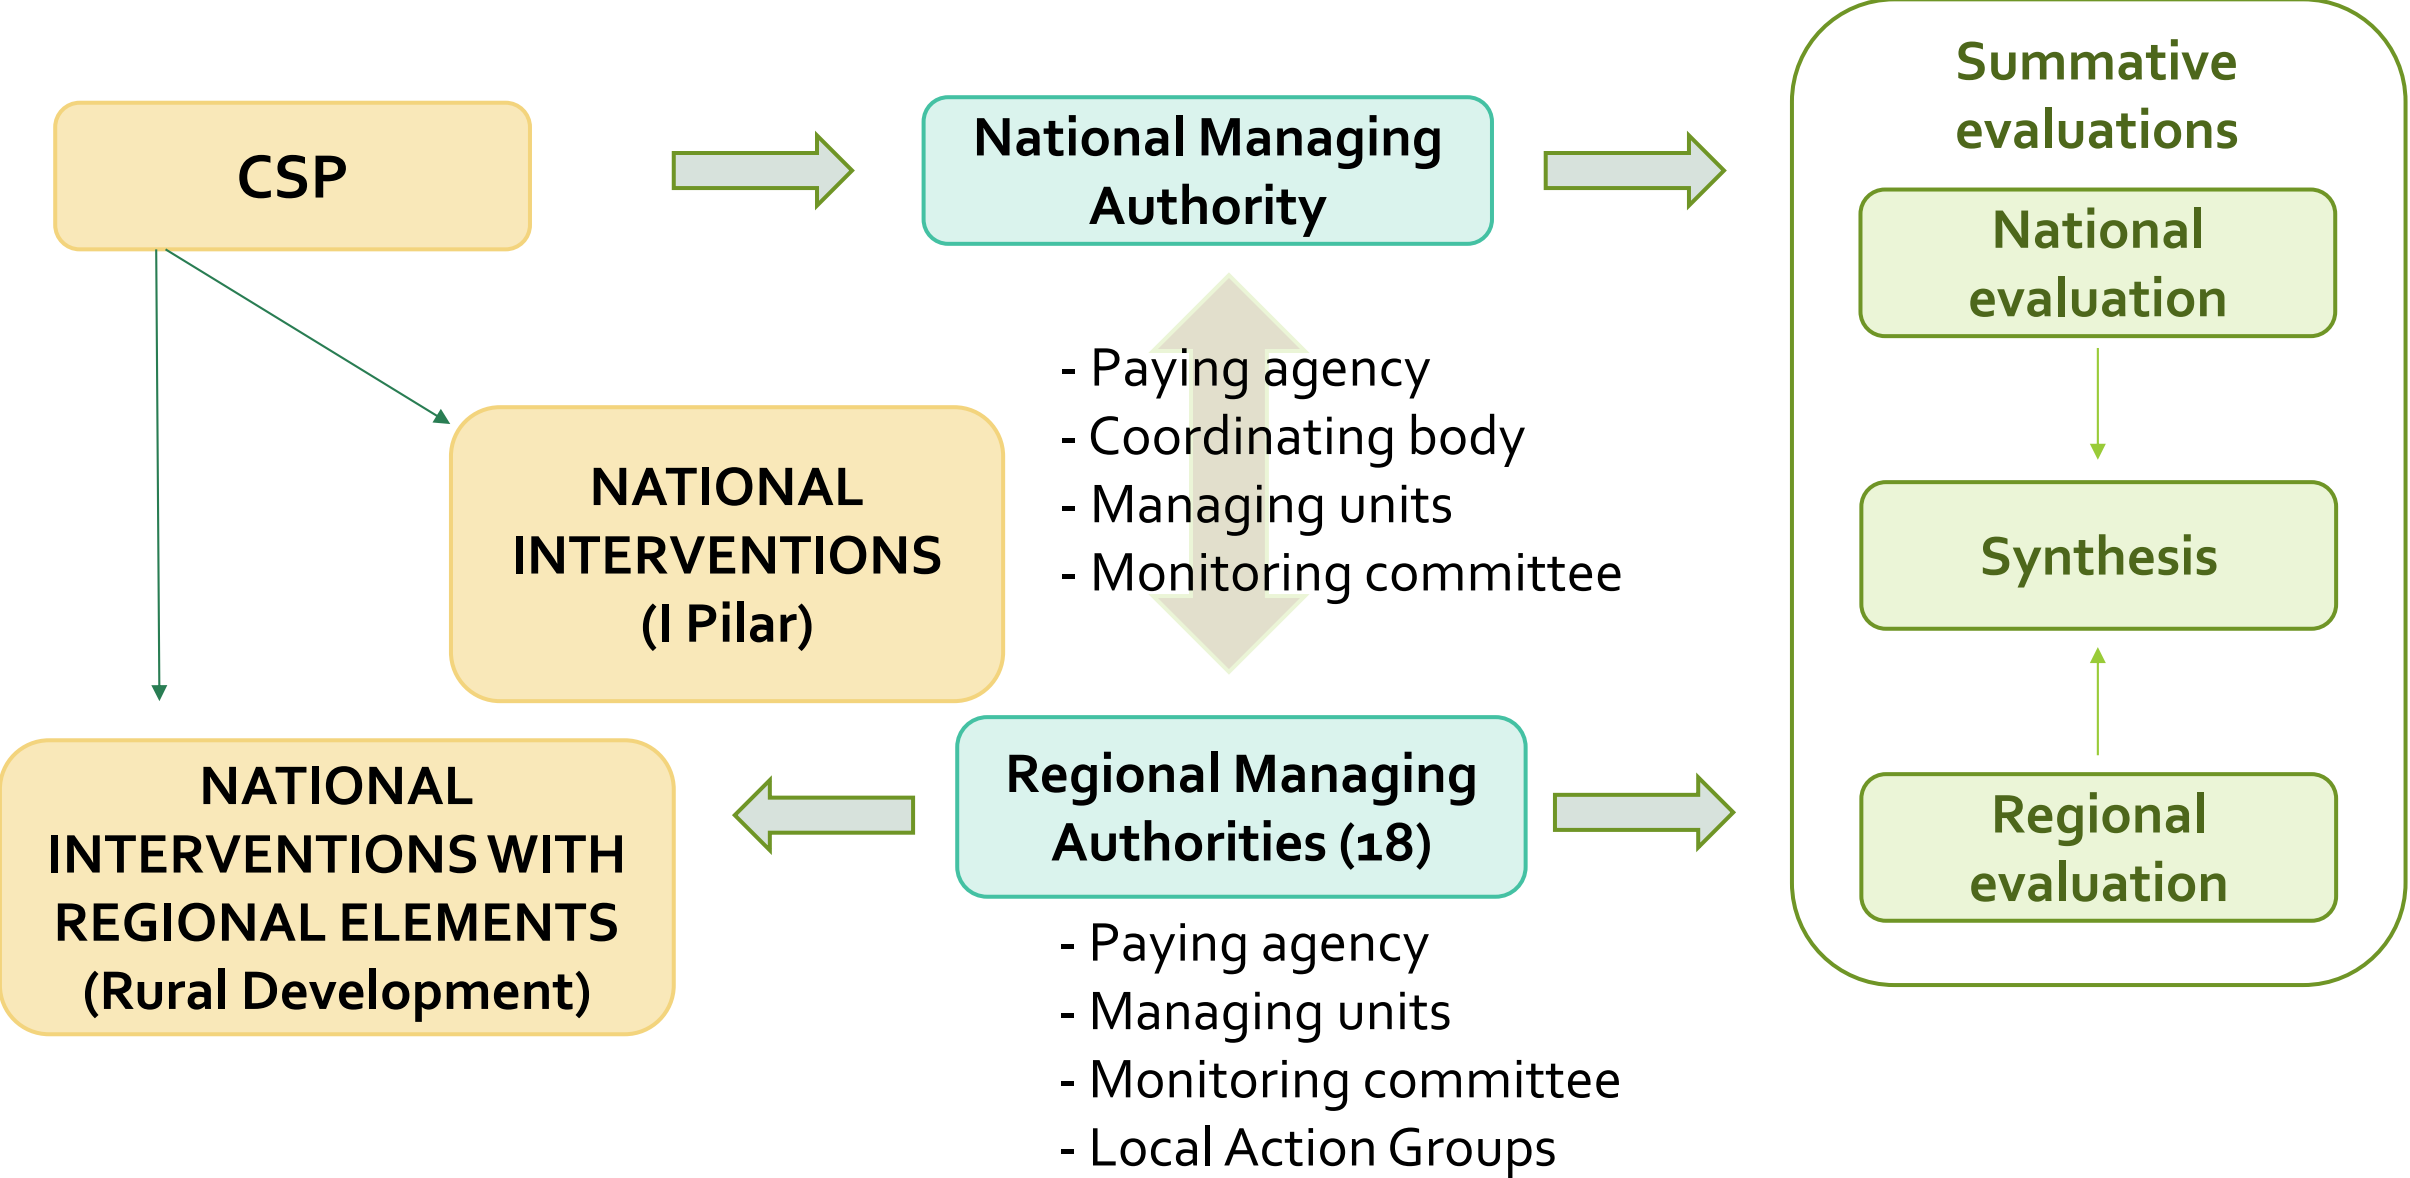 CSP
National Managing
Authority
Summative
evaluations
National
evaluation
- Paying agency
- Coordinating body
- Managing units
- Monitoring committee
NATIONAL
INTERVENTIONS
(I Pilar)
Synthesis
NATIONAL
INTERVENTIONS WITH
REGIONAL ELEMENTS
(Rural Development)
Regional Managing
Authorities (18)
Regional
evaluation
- Paying agency
- Managing units
- Monitoring committee
- Local Action Groups